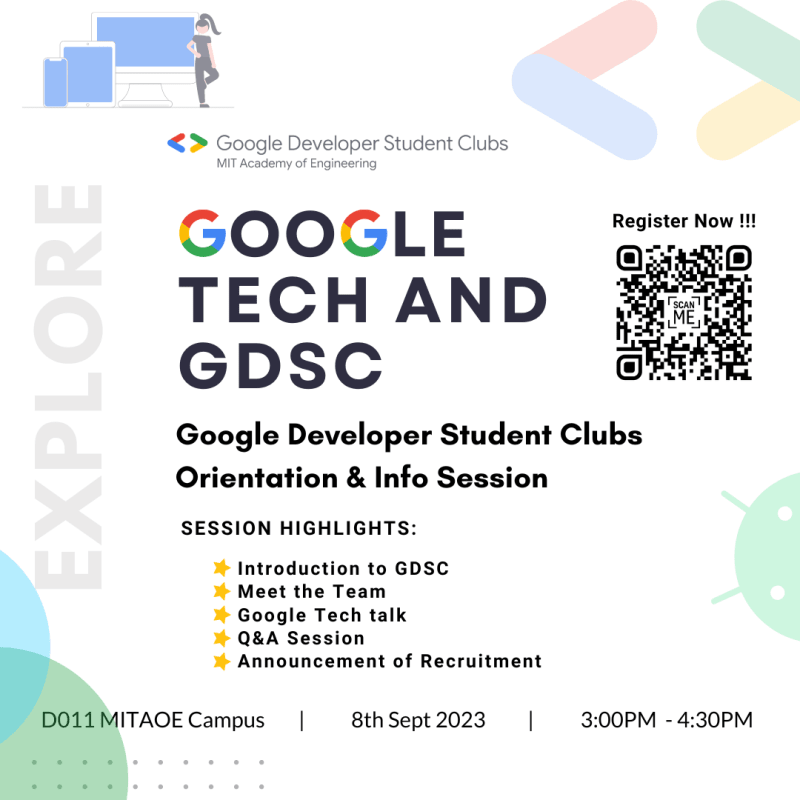 Google Developer Student Clubs
MIT Academy of Engineering
EXPLORE
GOOGLE
TECH AND
GDSC
Register Now !!!
SCAN
ME
Google Developer Student Clubs
Orientation & Info Session
SESSION HIGHLIGHTS:
Introduction to GDSC
Meet the Team
Google Tech talk
Q&A Session
Announcement of Recruitment
D011 MITAOE Campus | 8th Sept 2023 | 3:00PM - 4:30PM